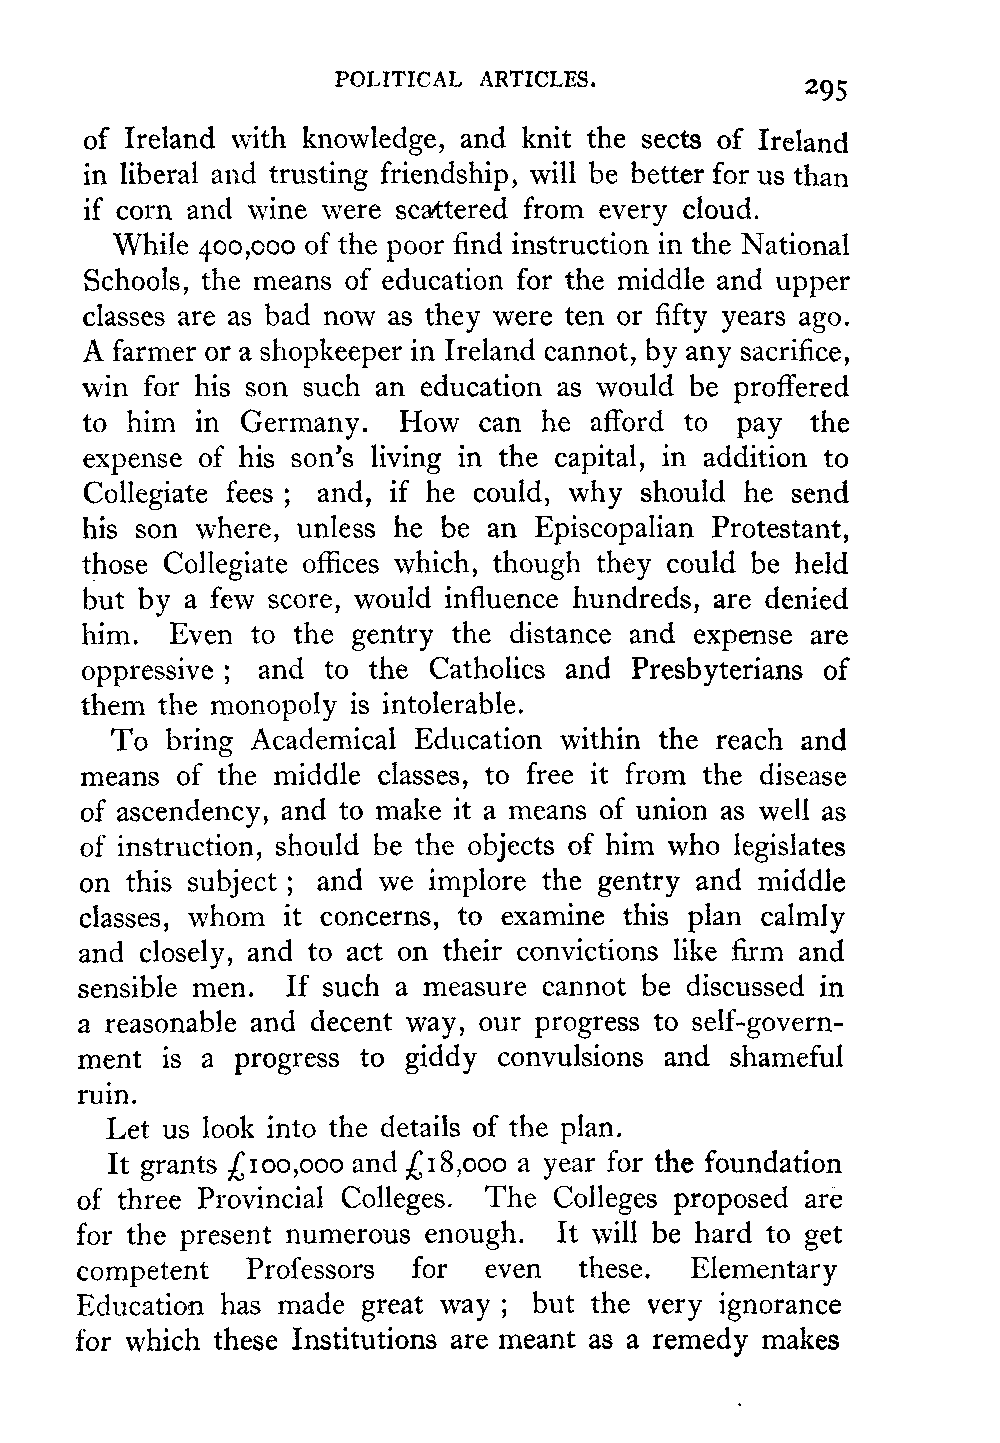 POLITICAL ARTICLES. 295
of Ireland with knowledge, and knit the sects of Ireland
in liberal and trusting friendship, will be better for us than
if corn and wine were scattered from every cloud.
While 400,000 of the poor find instruction in the National
Schools, the means of education for the middle and upper
classes are as bad now as they were ten or fifty years ago.
A farmer or a shopkeeper in Ireland cannot, by any sacrifice,
win for his son such an education as would be proffered
to him in Germany. How can he afford to pay the
expense of his son's living in the capital, in addition to
Collegiate fees ; and, if he could, why should he send
his son where, unless he be an Episcopalian Protestant,
those Collegiate offices which, though they could be held
but by a few score, would influence hundreds, are denied
him. Even to the gentry the distance and expense are
oppressive ; and to the Catholics and Presbyterians of
them the monopoly is intolerable.
To bring Academical Education within the reach and
means of the middle classes, to free it from the disease
of ascendency, and to make it a means of union as well as
of instruction, should be the objects of him who legislates
on this subject ; and we implore the gentry and middle
classes, whom it concerns, to examine this plan calmly
and closely, and to act on their convictions like firm and
sensible men. If such a measure cannot be discussed in
a reasonable and decent way, our progress to self-govern-
ment is a progress to giddy convulsions and shameful
ruin.
Let us look into the details of the plan.
It grants £100,000 and £18,000 a year for the foundation
of three Provincial Colleges. The Colleges proposed are
for the present numerous enough. It will be hard to get
competent Professors for even these. Elementary
Education has made great way ; but the very ignorance
for which these Institutions are meant as a remedy makes